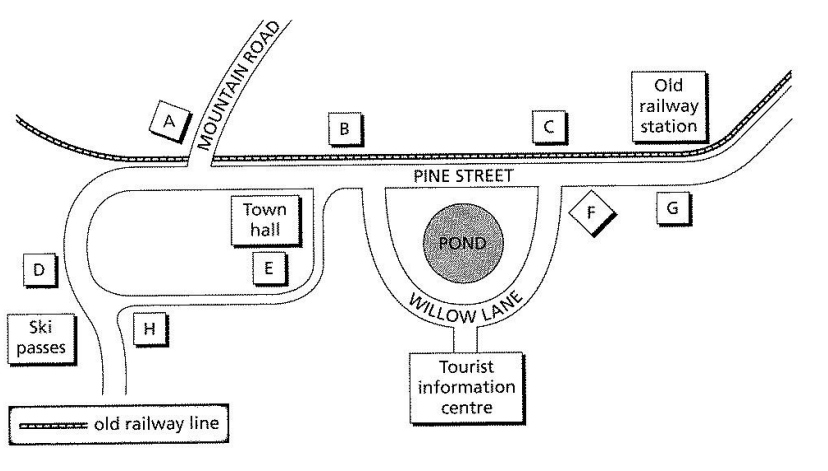 MOUNTAIN ROAD
A
B
C
Old
railway
station
PINE STREET
Town
hall
F
G
POND
D
E
WILLOW LANE
Ski
passes
H
Tourist
information
centre
old railway line